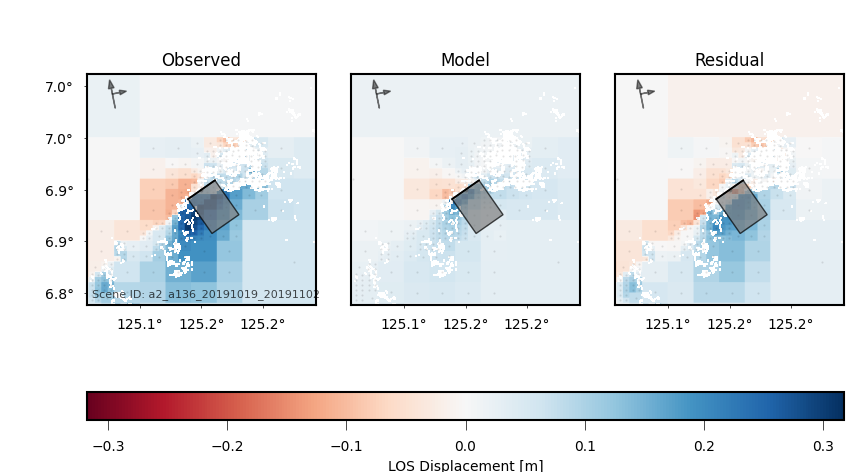 Observed Model Residual
7.0°
7.0°
6.9°
6.9°
6.8°
Scene ID: a2_a136_20191019_20191102
125.1° 125.2° 125.2° 125.1° 125.2° 125.2° 125.1° 125.2° 125.2°
−0.3 −0.2 −0.1 0.0 0.1 0.2 0.3
LOS Displacement [m]